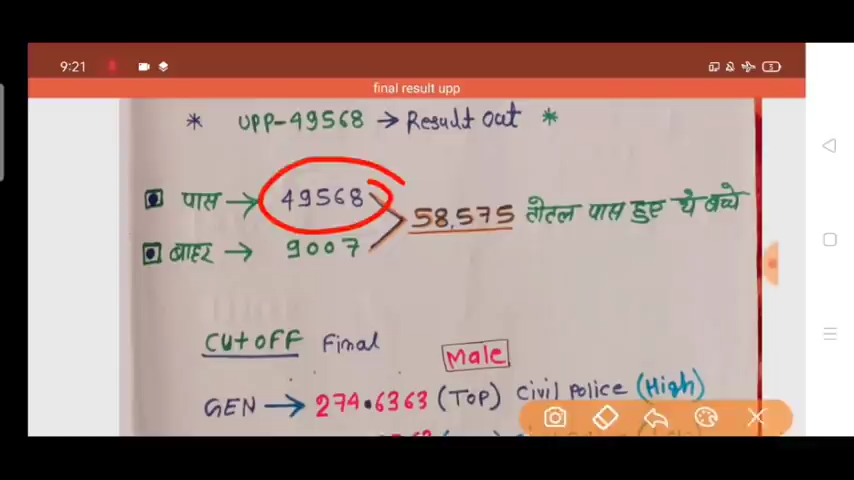 9:21
final result upp
* UPP-49568 → Result out *
पास → 49568
58,575 तोतल पास हुए थे बच्चे
बाहर → 9007
CUTOFF Final
Male
GEN → 274.6363 (TOP) Civil Police (High)